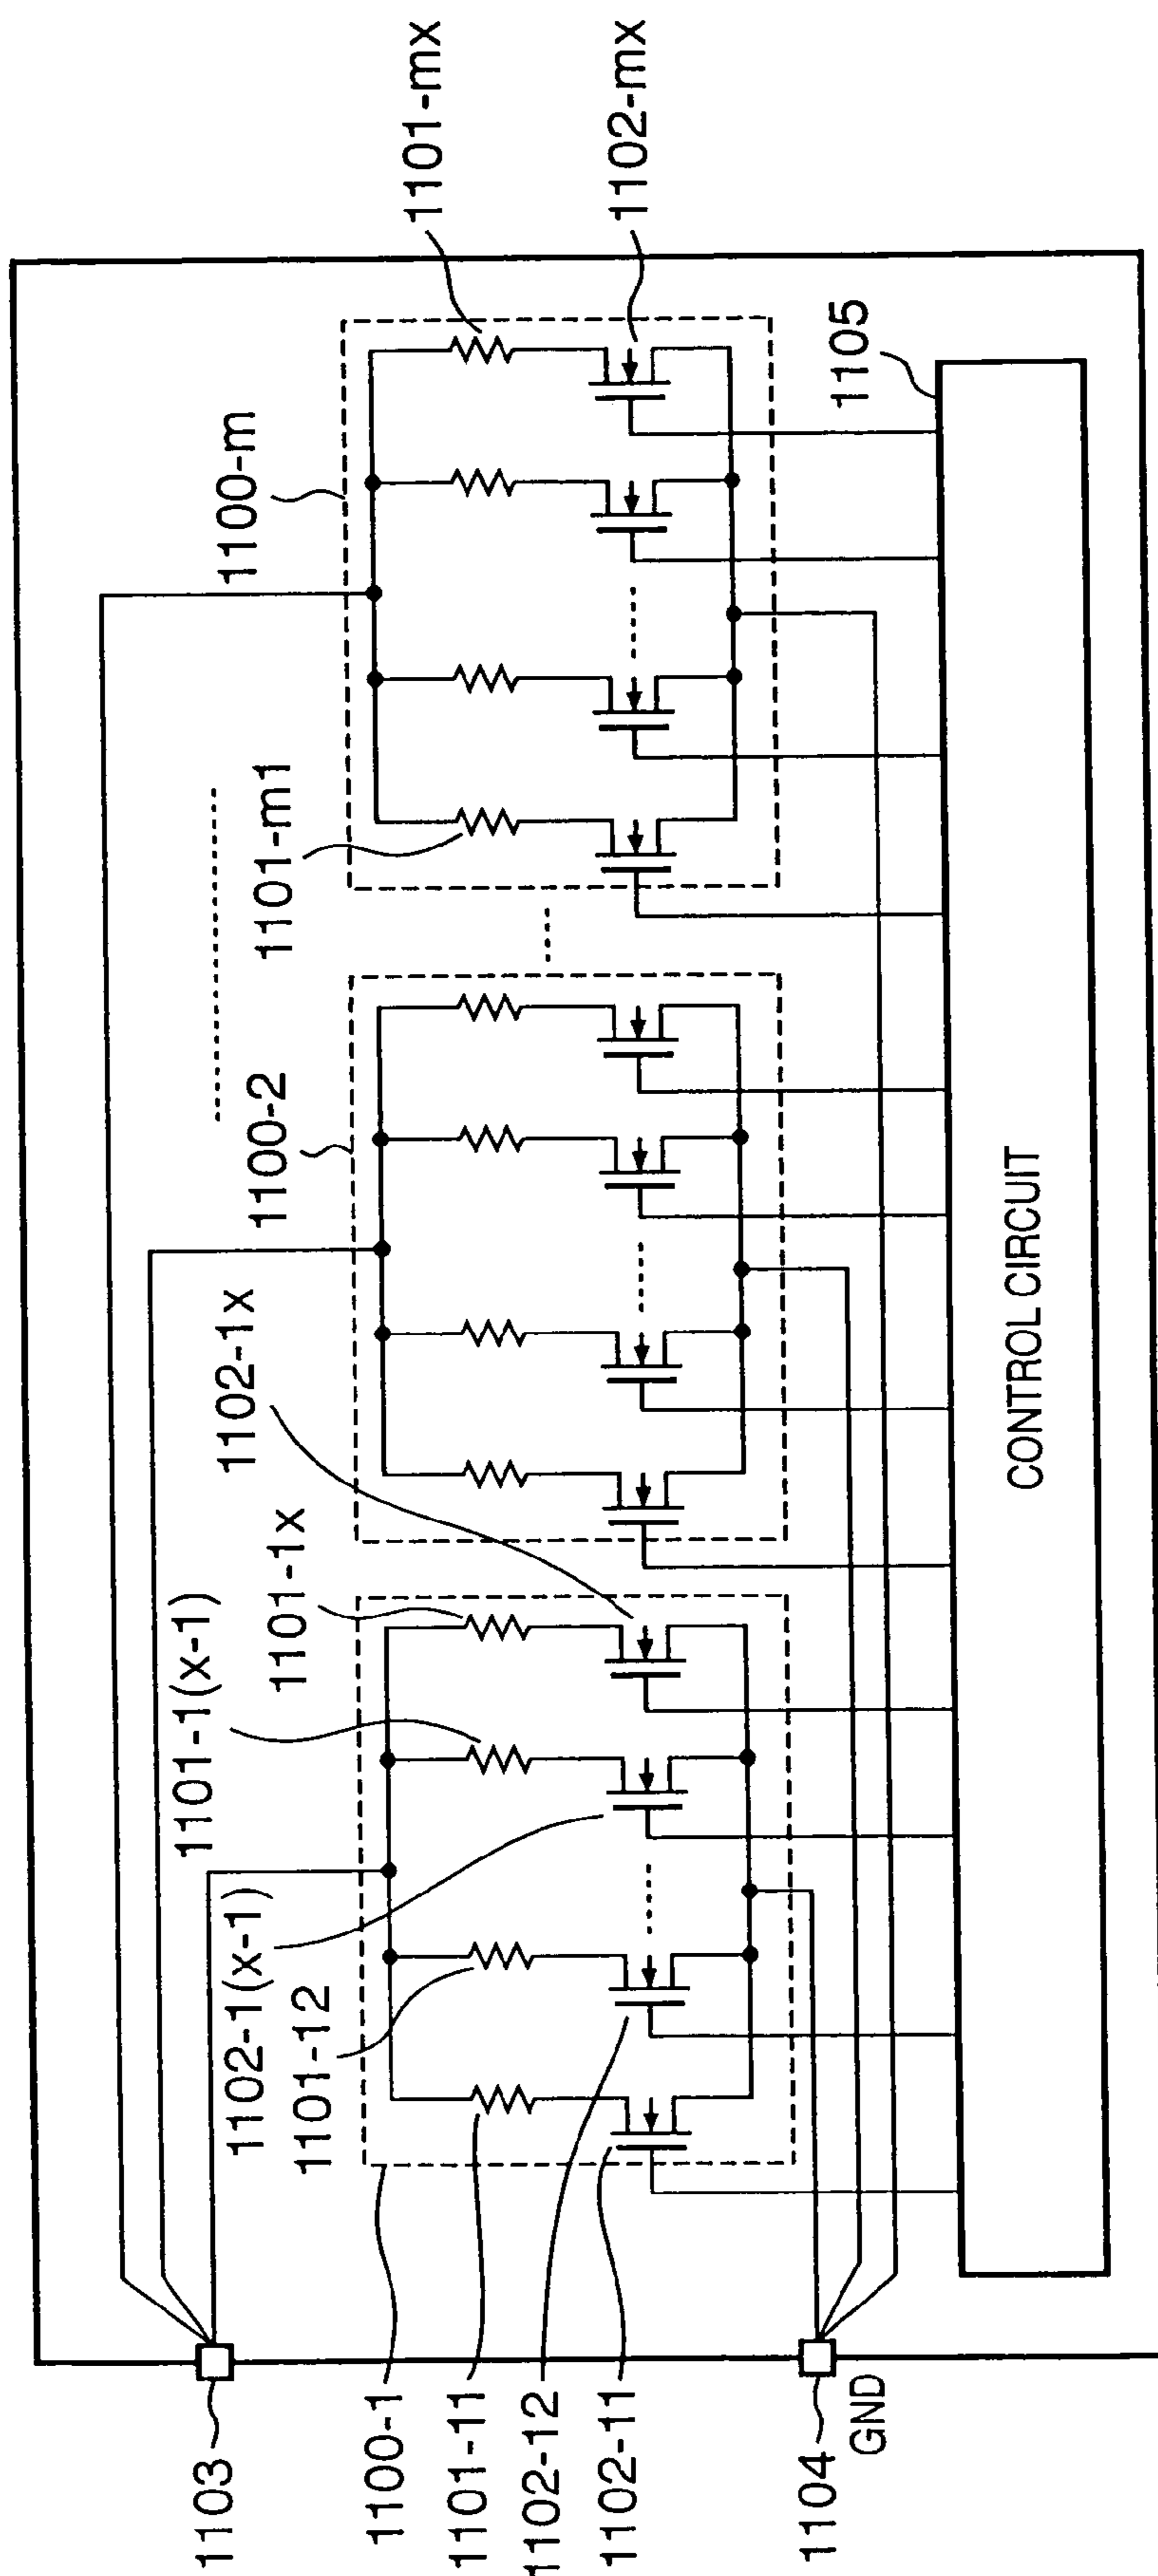 1101-mx
1102-mx
1100-m
1105
1101-m1
1100-2
1102-1x
1101-1x
1101-1(x-1)
1102-1(x-1)
1101-12
CONTROL CIRCUIT
1103
1100-1
1101-11
1102-12
1102-11
1104
GND